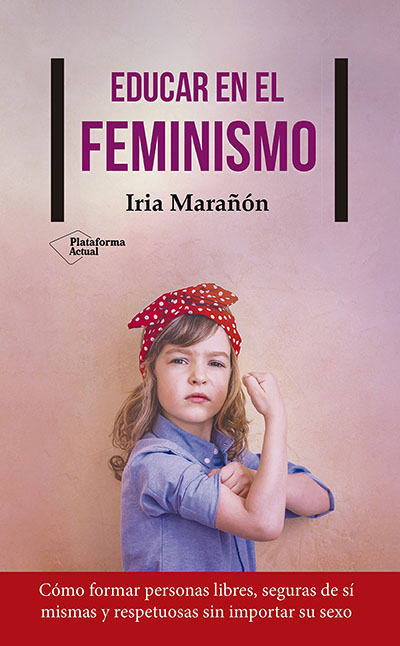 EDUCAR EN EL
FEMINISMO
Iria Marañón
Plataforma
Actual
Cómo formar personas libres, seguras de sí
mismas y respetuosas sin importar su sexo